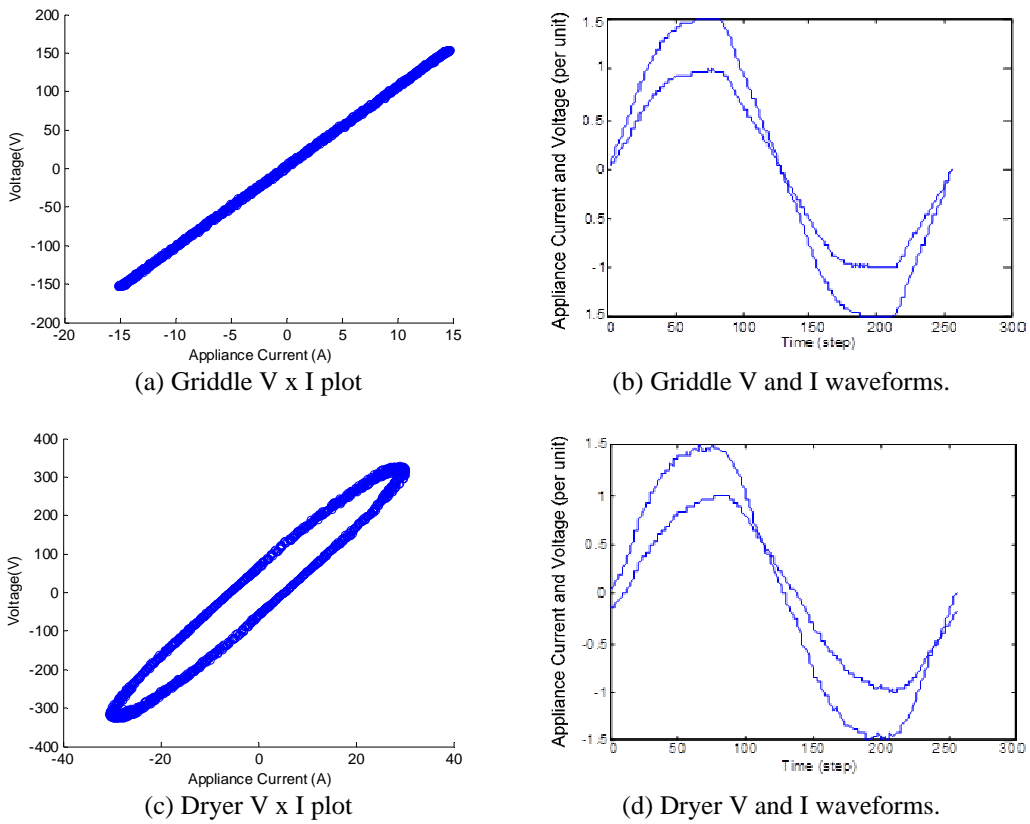 200
150
100
50
0
-50
-100
-150
-200
Voltage(V)
-20 -15 -10 -5 0 5 10 15
Appliance Current (A)
(a) Griddle V x I plot
1.5
1
0.5
0
0.5
-1
1.5
Appliance Current and Voltage (per unit)
0 50 100 150 200 250 300
Time (step)
(b) Griddle V and I waveforms.
400
300
200
100
0
-100
-200
-300
-400
Voltage(V)
-40 -20 0 20 40
Appliance Current (A)
(c) Dryer V x I plot
1.5
1
0.5
0
-0.5
-1
-1.5
Appliance Current and Voltage (per unit)
0 50 100 150 200 250 300
Time (step)
(d) Dryer V and I waveforms.